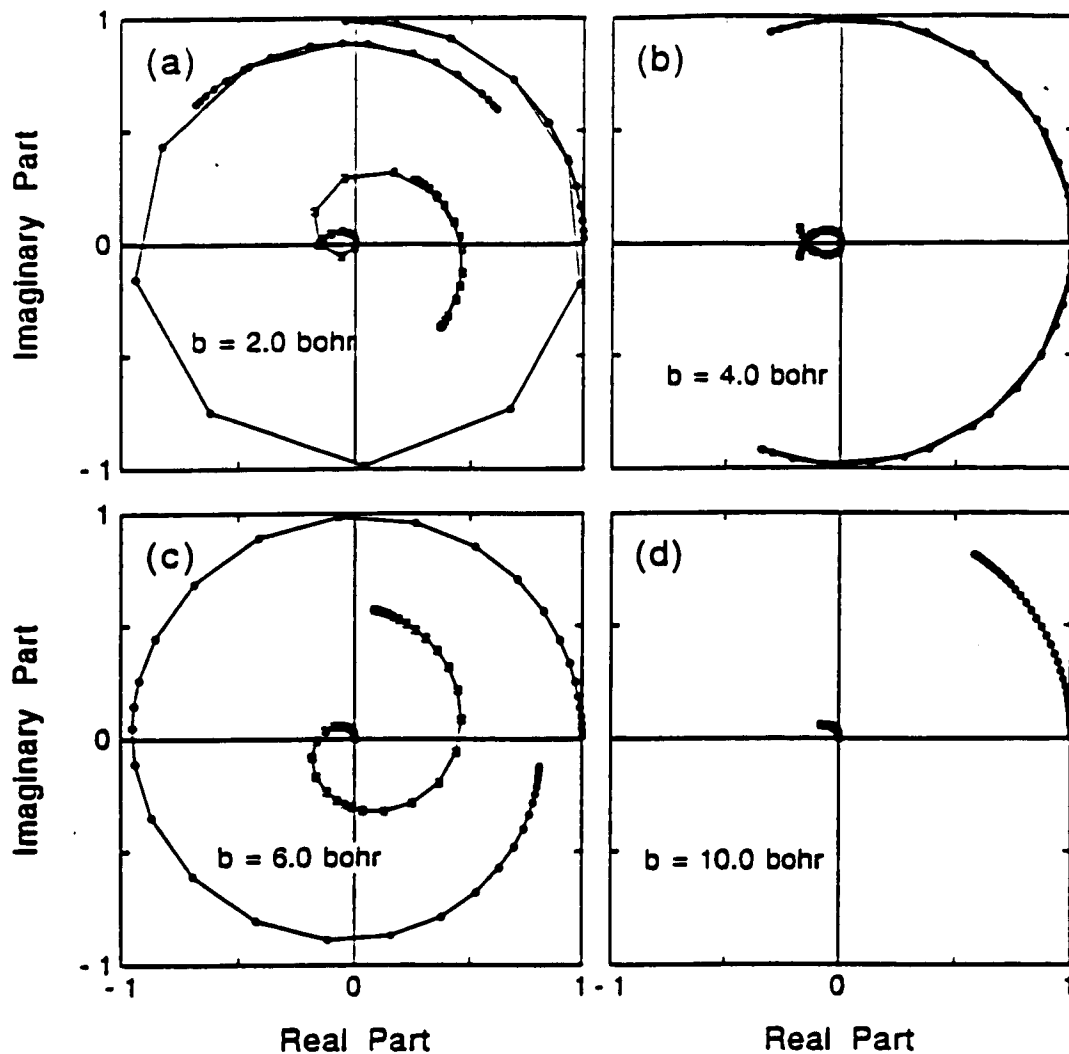 1
(a)
(b)
Imaginary Part
0
b = 2.0 bohr
b = 4.0 bohr
-1
1
(c)
(d)
Imaginary Part
0
b = 6.0 bohr
b = 10.0 bohr
-1
-1
0
1
-1
0
1
Real Part
Real Part